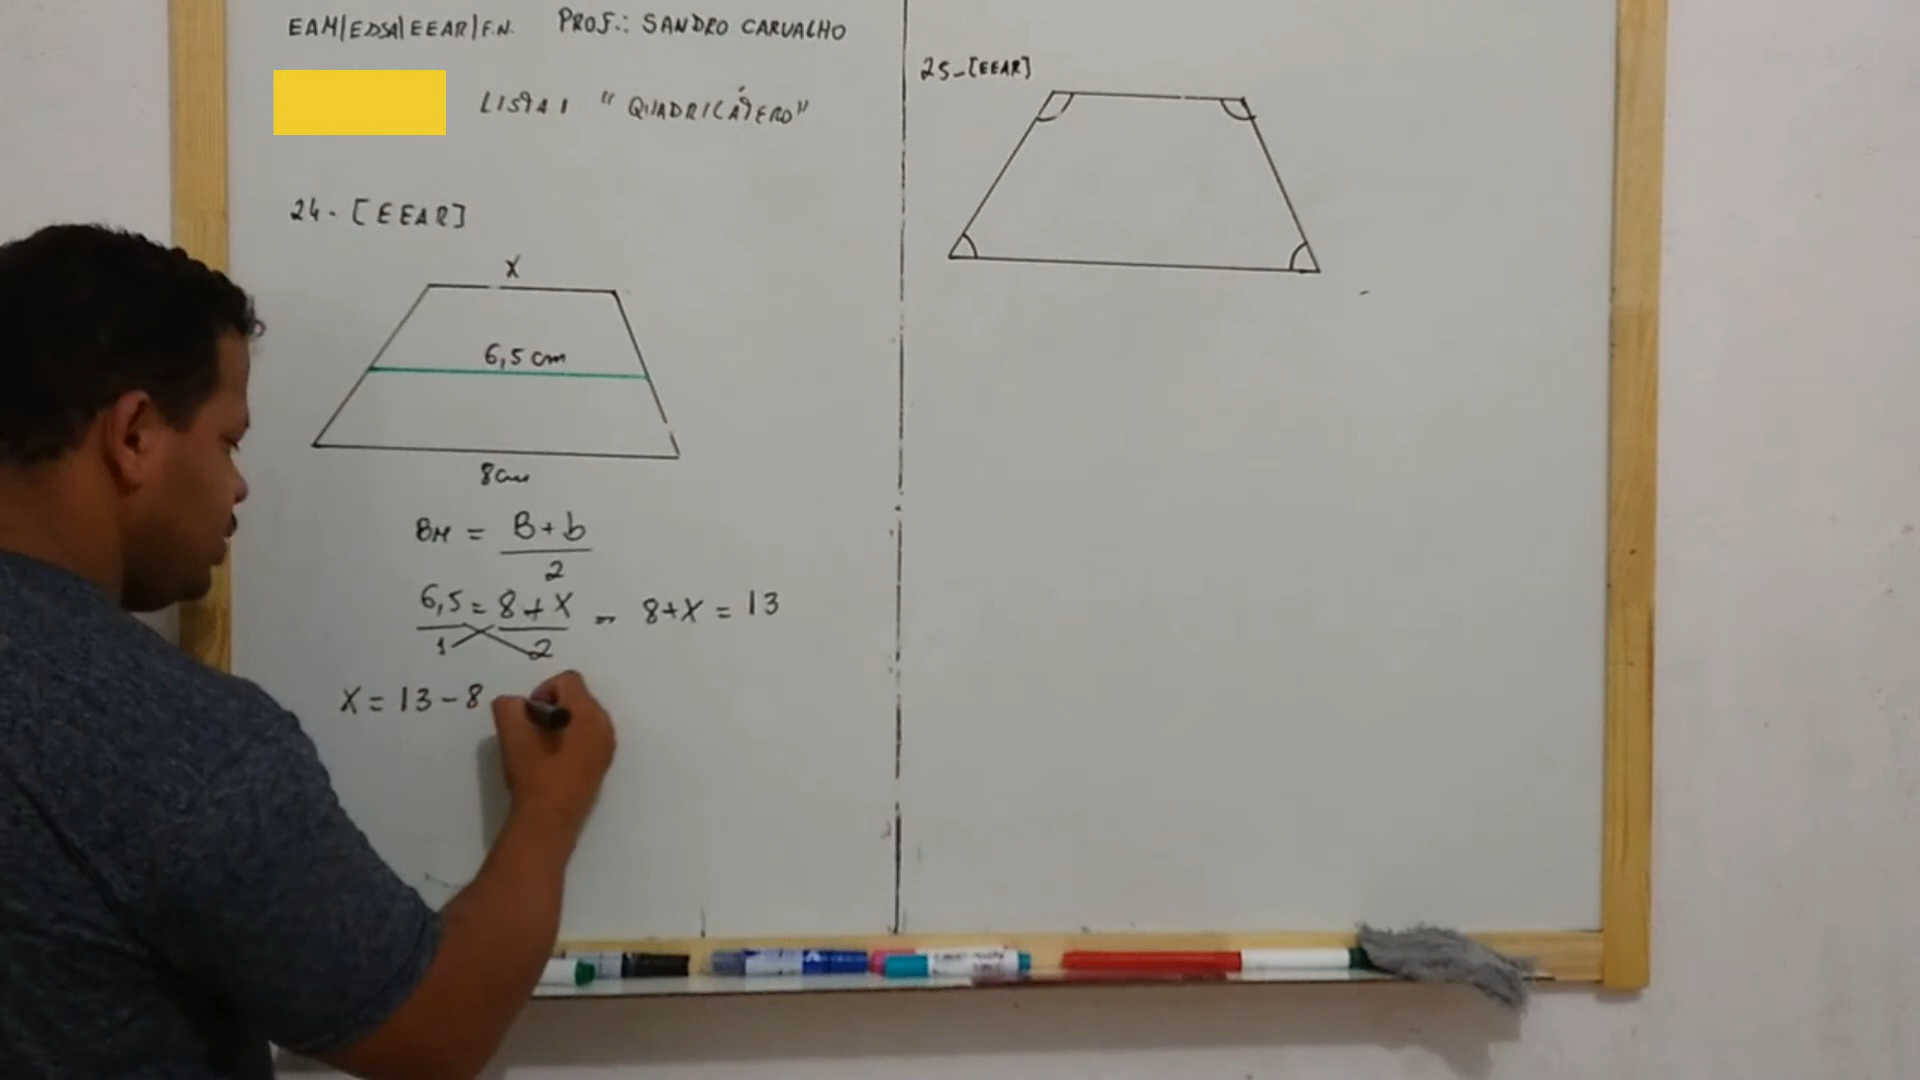 EAM/EDSA/EEAR/F.N. PROF.: SANDRO CARVALHO
LISTA 1 "QUADRILÁTERO"
24- [EEAR]
X
6,5 cm
8cm
BM = B+b
2
6,5 = 8+X 8+X = 13
1 2
X = 13-8
25-[EEAR]